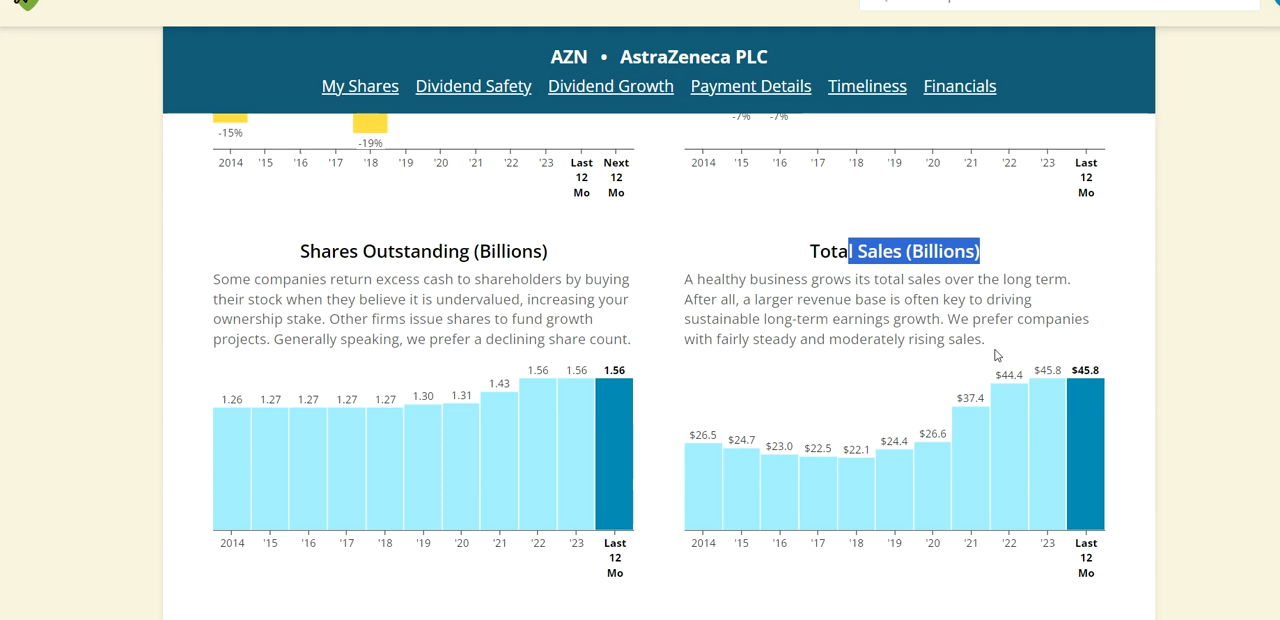 AZN • AstraZeneca PLC
My Shares Dividend Safety Dividend Growth Payment Details Timeliness Financials
-15%
-19%
2014 '15 '16 '17 '18 '19 '20 '21 '22 '23 Last 12 Mo Next 12 Mo
-7% -7%
2014 '15 '16 '17 '18 '19 '20 '21 '22 '23 Last 12 Mo
Shares Outstanding (Billions)
Some companies return excess cash to shareholders by buying
their stock when they believe it is undervalued, increasing your
ownership stake. Other firms issue shares to fund growth
projects. Generally speaking, we prefer a declining share count.
1.26 1.27 1.27 1.27 1.27 1.30 1.31 1.43 1.56 1.56 1.56
2014 '15 '16 '17 '18 '19 '20 '21 '22 '23 Last 12 Mo
Total Sales (Billions)
A healthy business grows its total sales over the long term.
After all, a larger revenue base is often key to driving
sustainable long-term earnings growth. We prefer companies
with fairly steady and moderately rising sales.
$26.5 $24.7 $23.0 $22.5 $22.1 $24.4 $26.6 $37.4 $44.4 $45.8 $45.8
2014 '15 '16 '17 '18 '19 '20 '21 '22 '23 Last 12 Mo